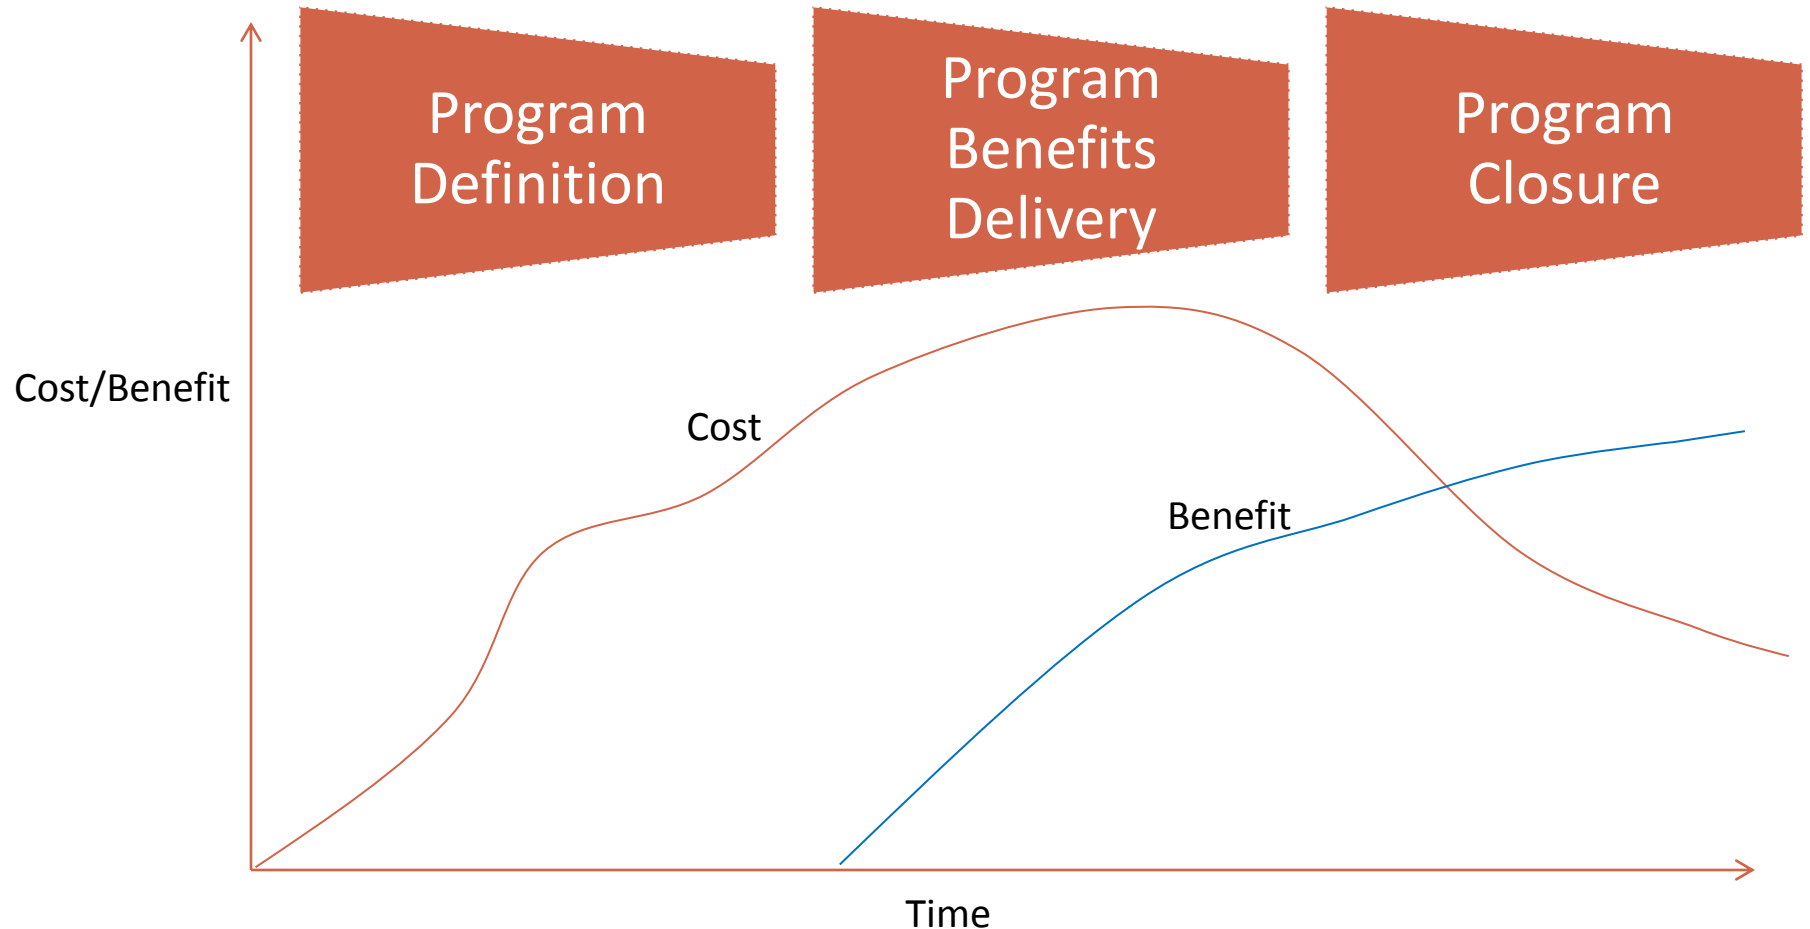 Program
Definition
Program
Benefits
Delivery
Program
Closure
Cost/Benefit
Cost
Benefit
Time